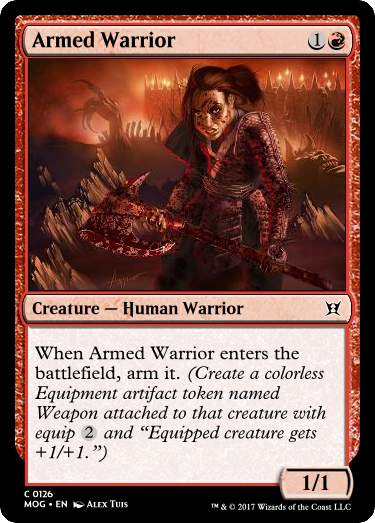 Armed Warrior 1
Creature — Human Warrior
When Armed Warrior enters the
battlefield, arm it. (Create a colorless
Equipment artifact token named
Weapon attached to that creature with
equip 2 and “Equipped creature gets
+1/+1.”)
1/1
C 0126
MOG • EN ALEX TUIS
™ & © 2017 Wizards of the Coast LLC